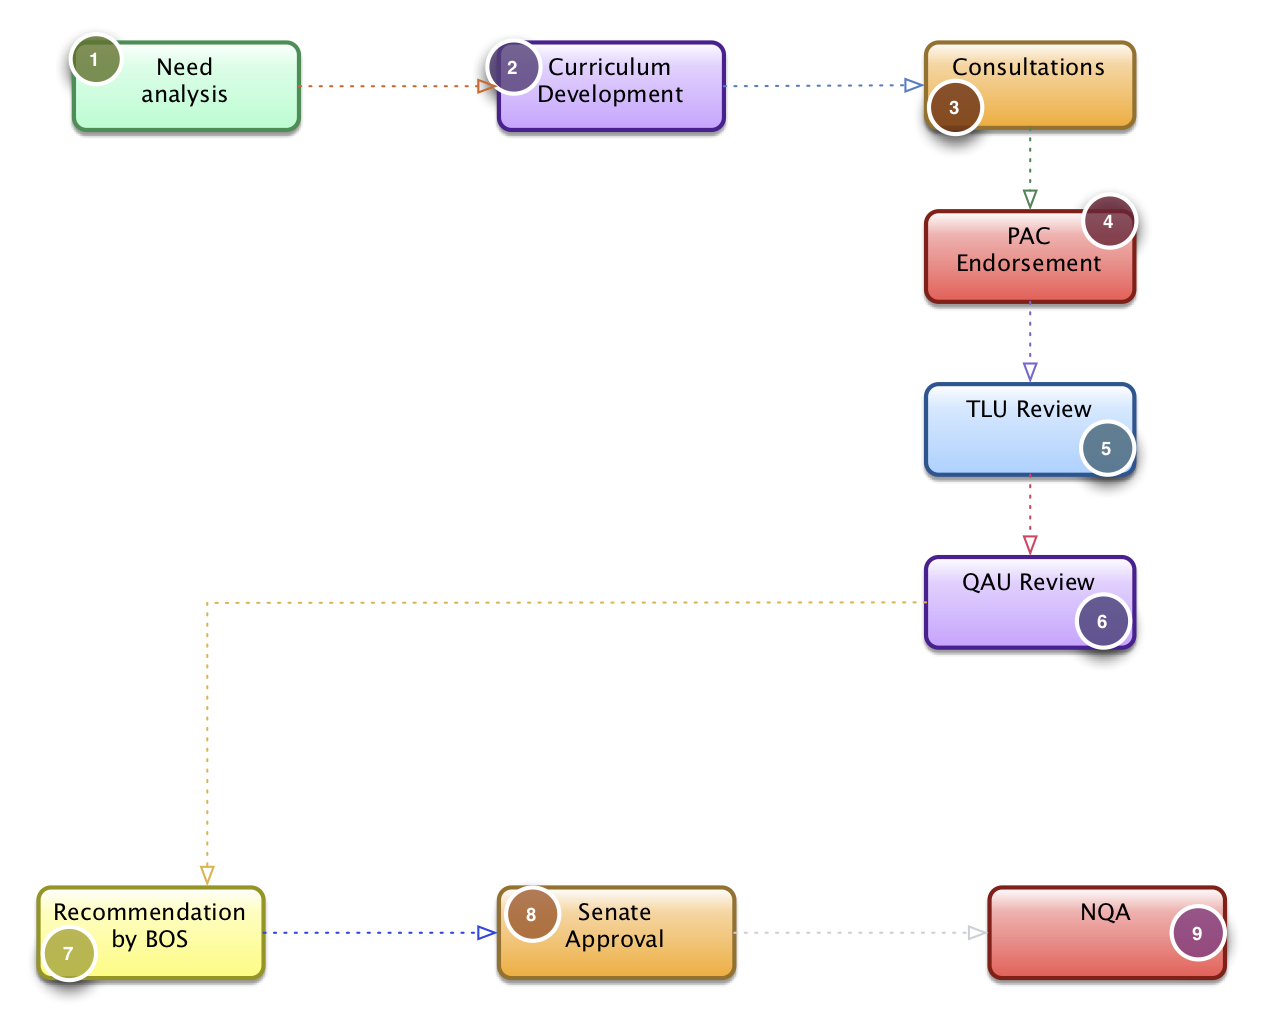 1
Need
analysis
2
Curriculum
Development
Consultations
3
4
PAC
Endorsement
TLU Review
5
QAU Review
6
Recommendation
by BOS
7
8
Senate
Approval
NQA
9